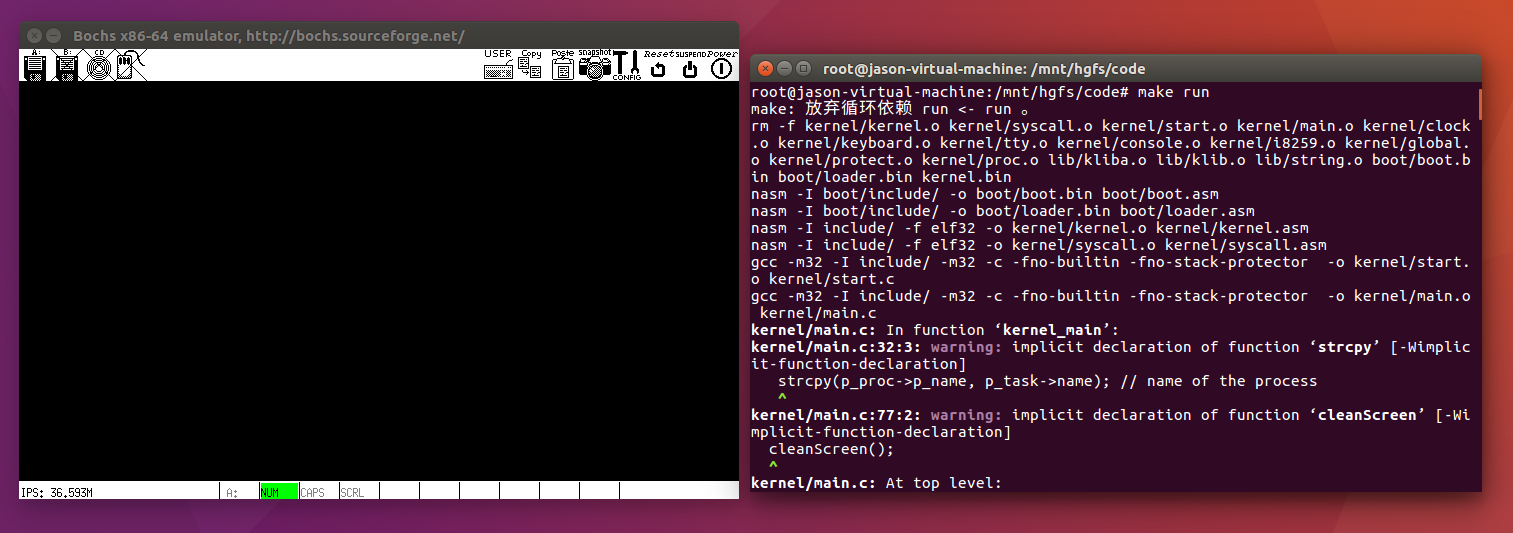 Bochs x86-64 emulator, http://bochs.sourceforge.net/
A: B: CD USER Copy Paste snapshot CONFIG Reset SUSPEND Power
IPS: 36.593M A: NUM CAPS SCRL
root@jason-virtual-machine: /mnt/hgfs/code
root@jason-virtual-machine:/mnt/hgfs/code# make run
make: 放弃循环依赖 run <- run 。
rm -f kernel/kernel.o kernel/syscall.o kernel/start.o kernel/main.o kernel/clock
.o kernel/keyboard.o kernel/tty.o kernel/console.o kernel/i8259.o kernel/global.
o kernel/protect.o kernel/proc.o lib/kliba.o lib/klib.o lib/string.o boot/boot.b
in boot/loader.bin kernel.bin
nasm -I boot/include/ -o boot/boot.bin boot/boot.asm
nasm -I boot/include/ -o boot/loader.bin boot/loader.asm
nasm -I include/ -f elf32 -o kernel/kernel.o kernel/kernel.asm
nasm -I include/ -f elf32 -o kernel/syscall.o kernel/syscall.asm
gcc -m32 -I include/ -m32 -c -fno-builtin -fno-stack-protector  -o kernel/start.
o kernel/start.c
gcc -m32 -I include/ -m32 -c -fno-builtin -fno-stack-protector  -o kernel/main.o
 kernel/main.c
kernel/main.c: In function ‘kernel_main’:
kernel/main.c:32:3: warning: implicit declaration of function ‘strcpy’ [-Wimplic
it-function-declaration]
   strcpy(p_proc->p_name, p_task->name); // name of the process
   ^
kernel/main.c:77:2: warning: implicit declaration of function ‘cleanScreen’ [-Wi
mplicit-function-declaration]
  cleanScreen();
  ^
kernel/main.c: At top level: